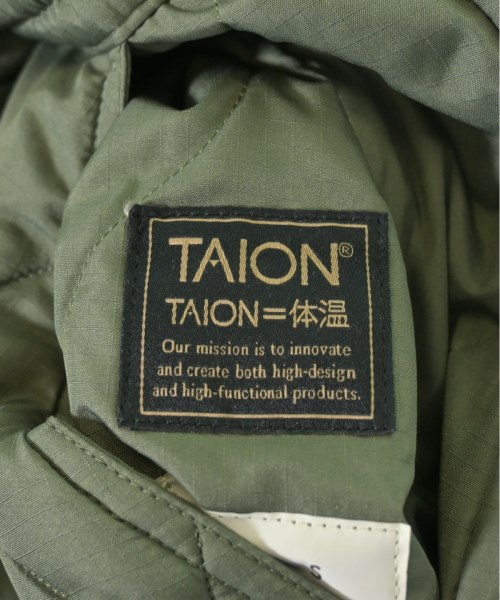 TAION®
TAION=体温
Our mission is to innovate
and create both high-design
and high-functional products.
S